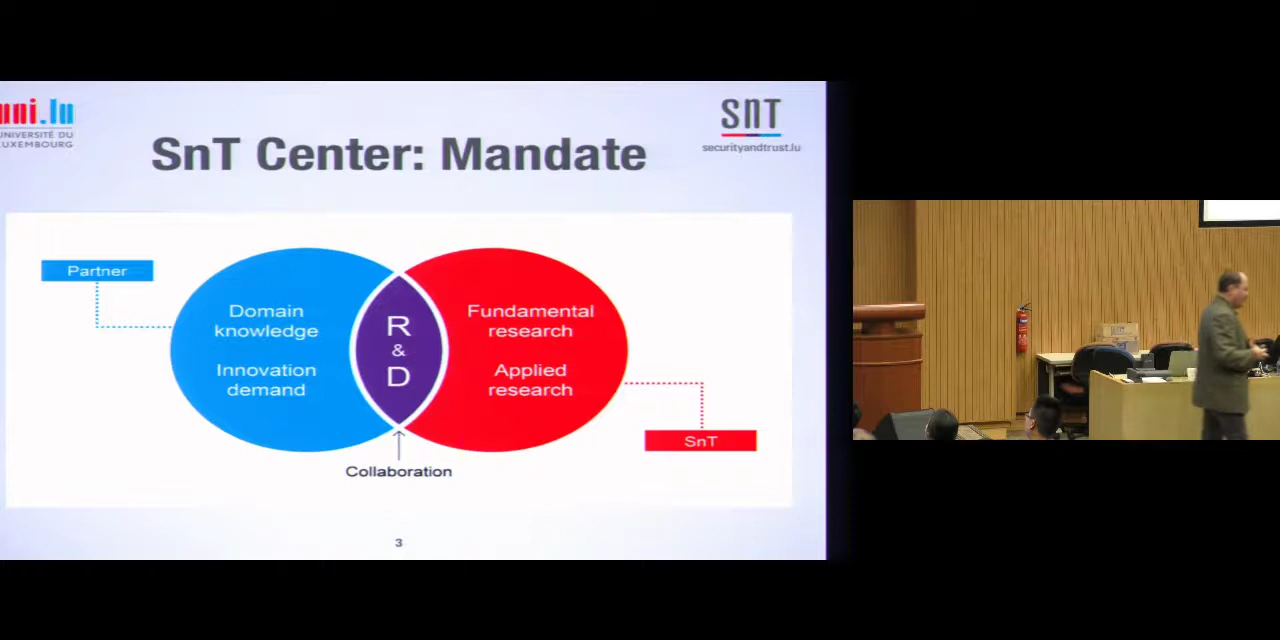 uni.lu
UNIVERSITÉ DU
LUXEMBOURG
SnT
securityandtrust.lu
SnT Center: Mandate
Partner
Domain
knowledge
Innovation
demand
R
&
D
Fundamental
research
Applied
research
SnT
Collaboration
3